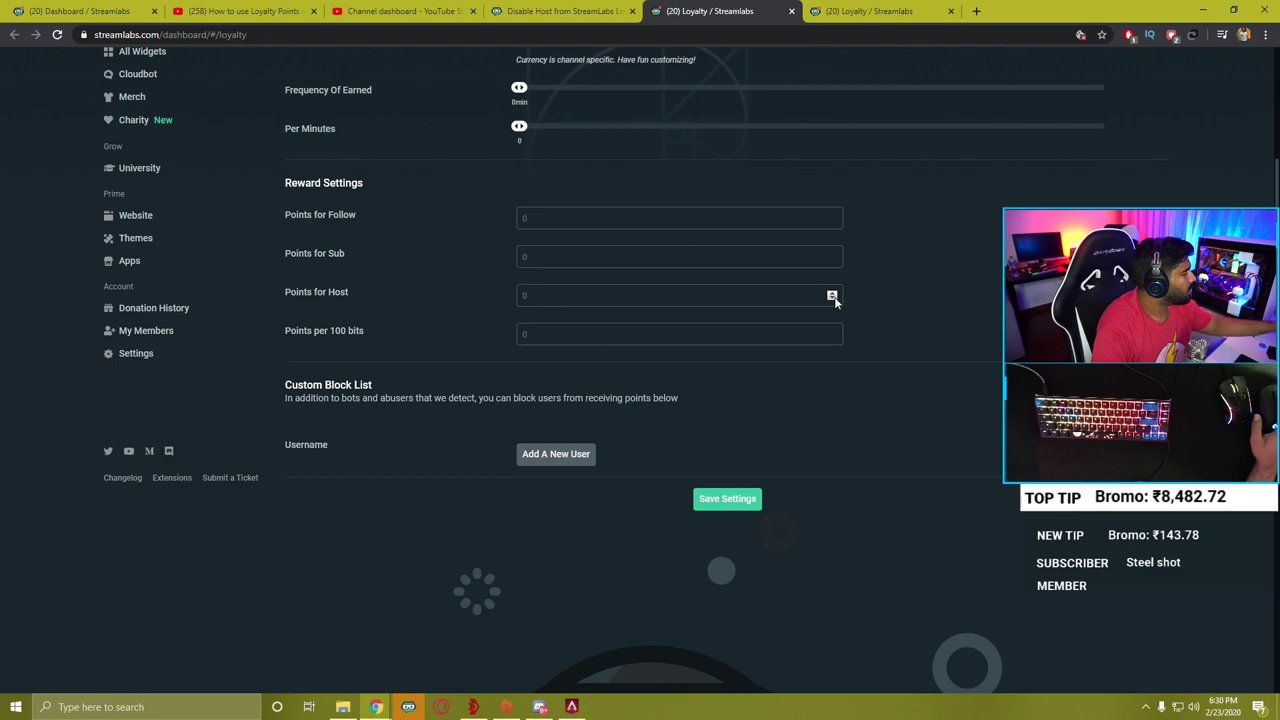 (20) Dashboard / Streamlabs
(258) How to use Loyalty Points
Channel dashboard - YouTube S
Disable Host from StreamLabs L
(20) Loyalty / Streamlabs
(20) Loyalty / Streamlabs
streamlabs.com/dashboard/#/loyalty
All Widgets
Cloudbot
Merch
Charity New
Grow
University
Prime
Website
Themes
Apps
Account
Donation History
My Members
Settings
Changelog Extensions Submit a Ticket
Currency is channel specific. Have fun customizing!
Frequency Of Earned
0min
Per Minutes
0
Reward Settings
Points for Follow
0
Points for Sub
0
Points for Host
0
Points per 100 bits
0
Custom Block List
In addition to bots and abusers that we detect, you can block users from receiving points below
Username
Add A New User
Save Settings
TOP TIP Bromo: ₹8,482.72
NEW TIP Bromo: ₹143.78
SUBSCRIBER Steel shot
MEMBER
Type here to search
6:30 PM
2/23/2020